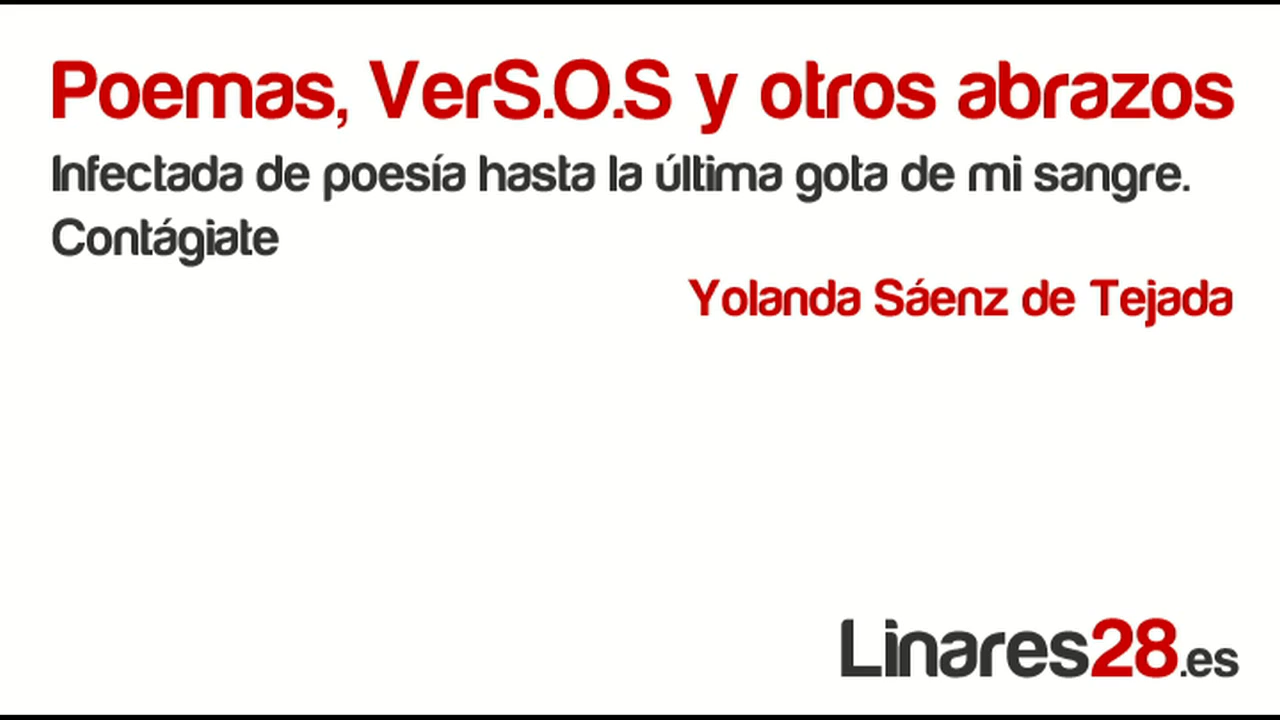 Poemas, VerS.O.S y otros abrazos
Infectada de poesía hasta la última gota de mi sangre.
Contágiate
Yolanda Sáenz de Tejada
Linares28.es